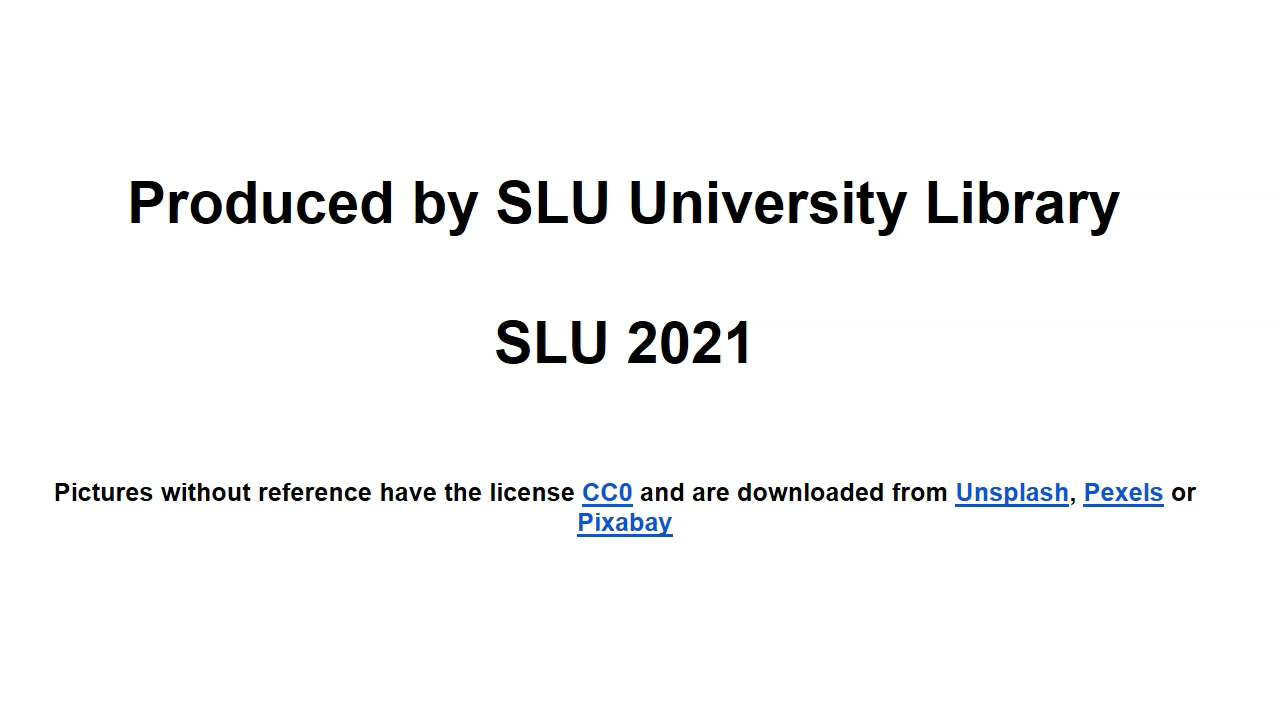 Produced by SLU University Library
SLU 2021
Pictures without reference have the license CC0 and are downloaded from Unsplash, Pexels or
Pixabay